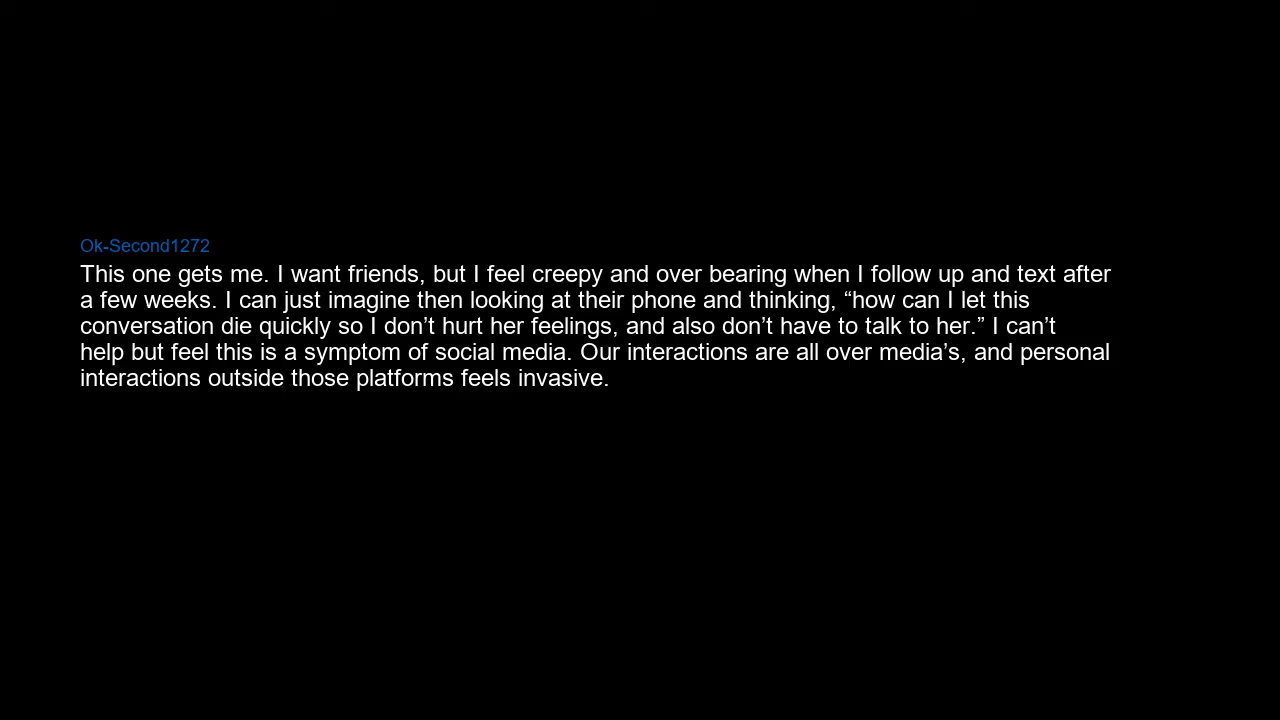 Ok-Second1272
This one gets me. I want friends, but I feel creepy and over bearing when I follow up and text after
a few weeks. I can just imagine then looking at their phone and thinking, “how can I let this
conversation die quickly so I don’t hurt her feelings, and also don’t have to talk to her.” I can’t
help but feel this is a symptom of social media. Our interactions are all over media’s, and personal
interactions outside those platforms feels invasive.